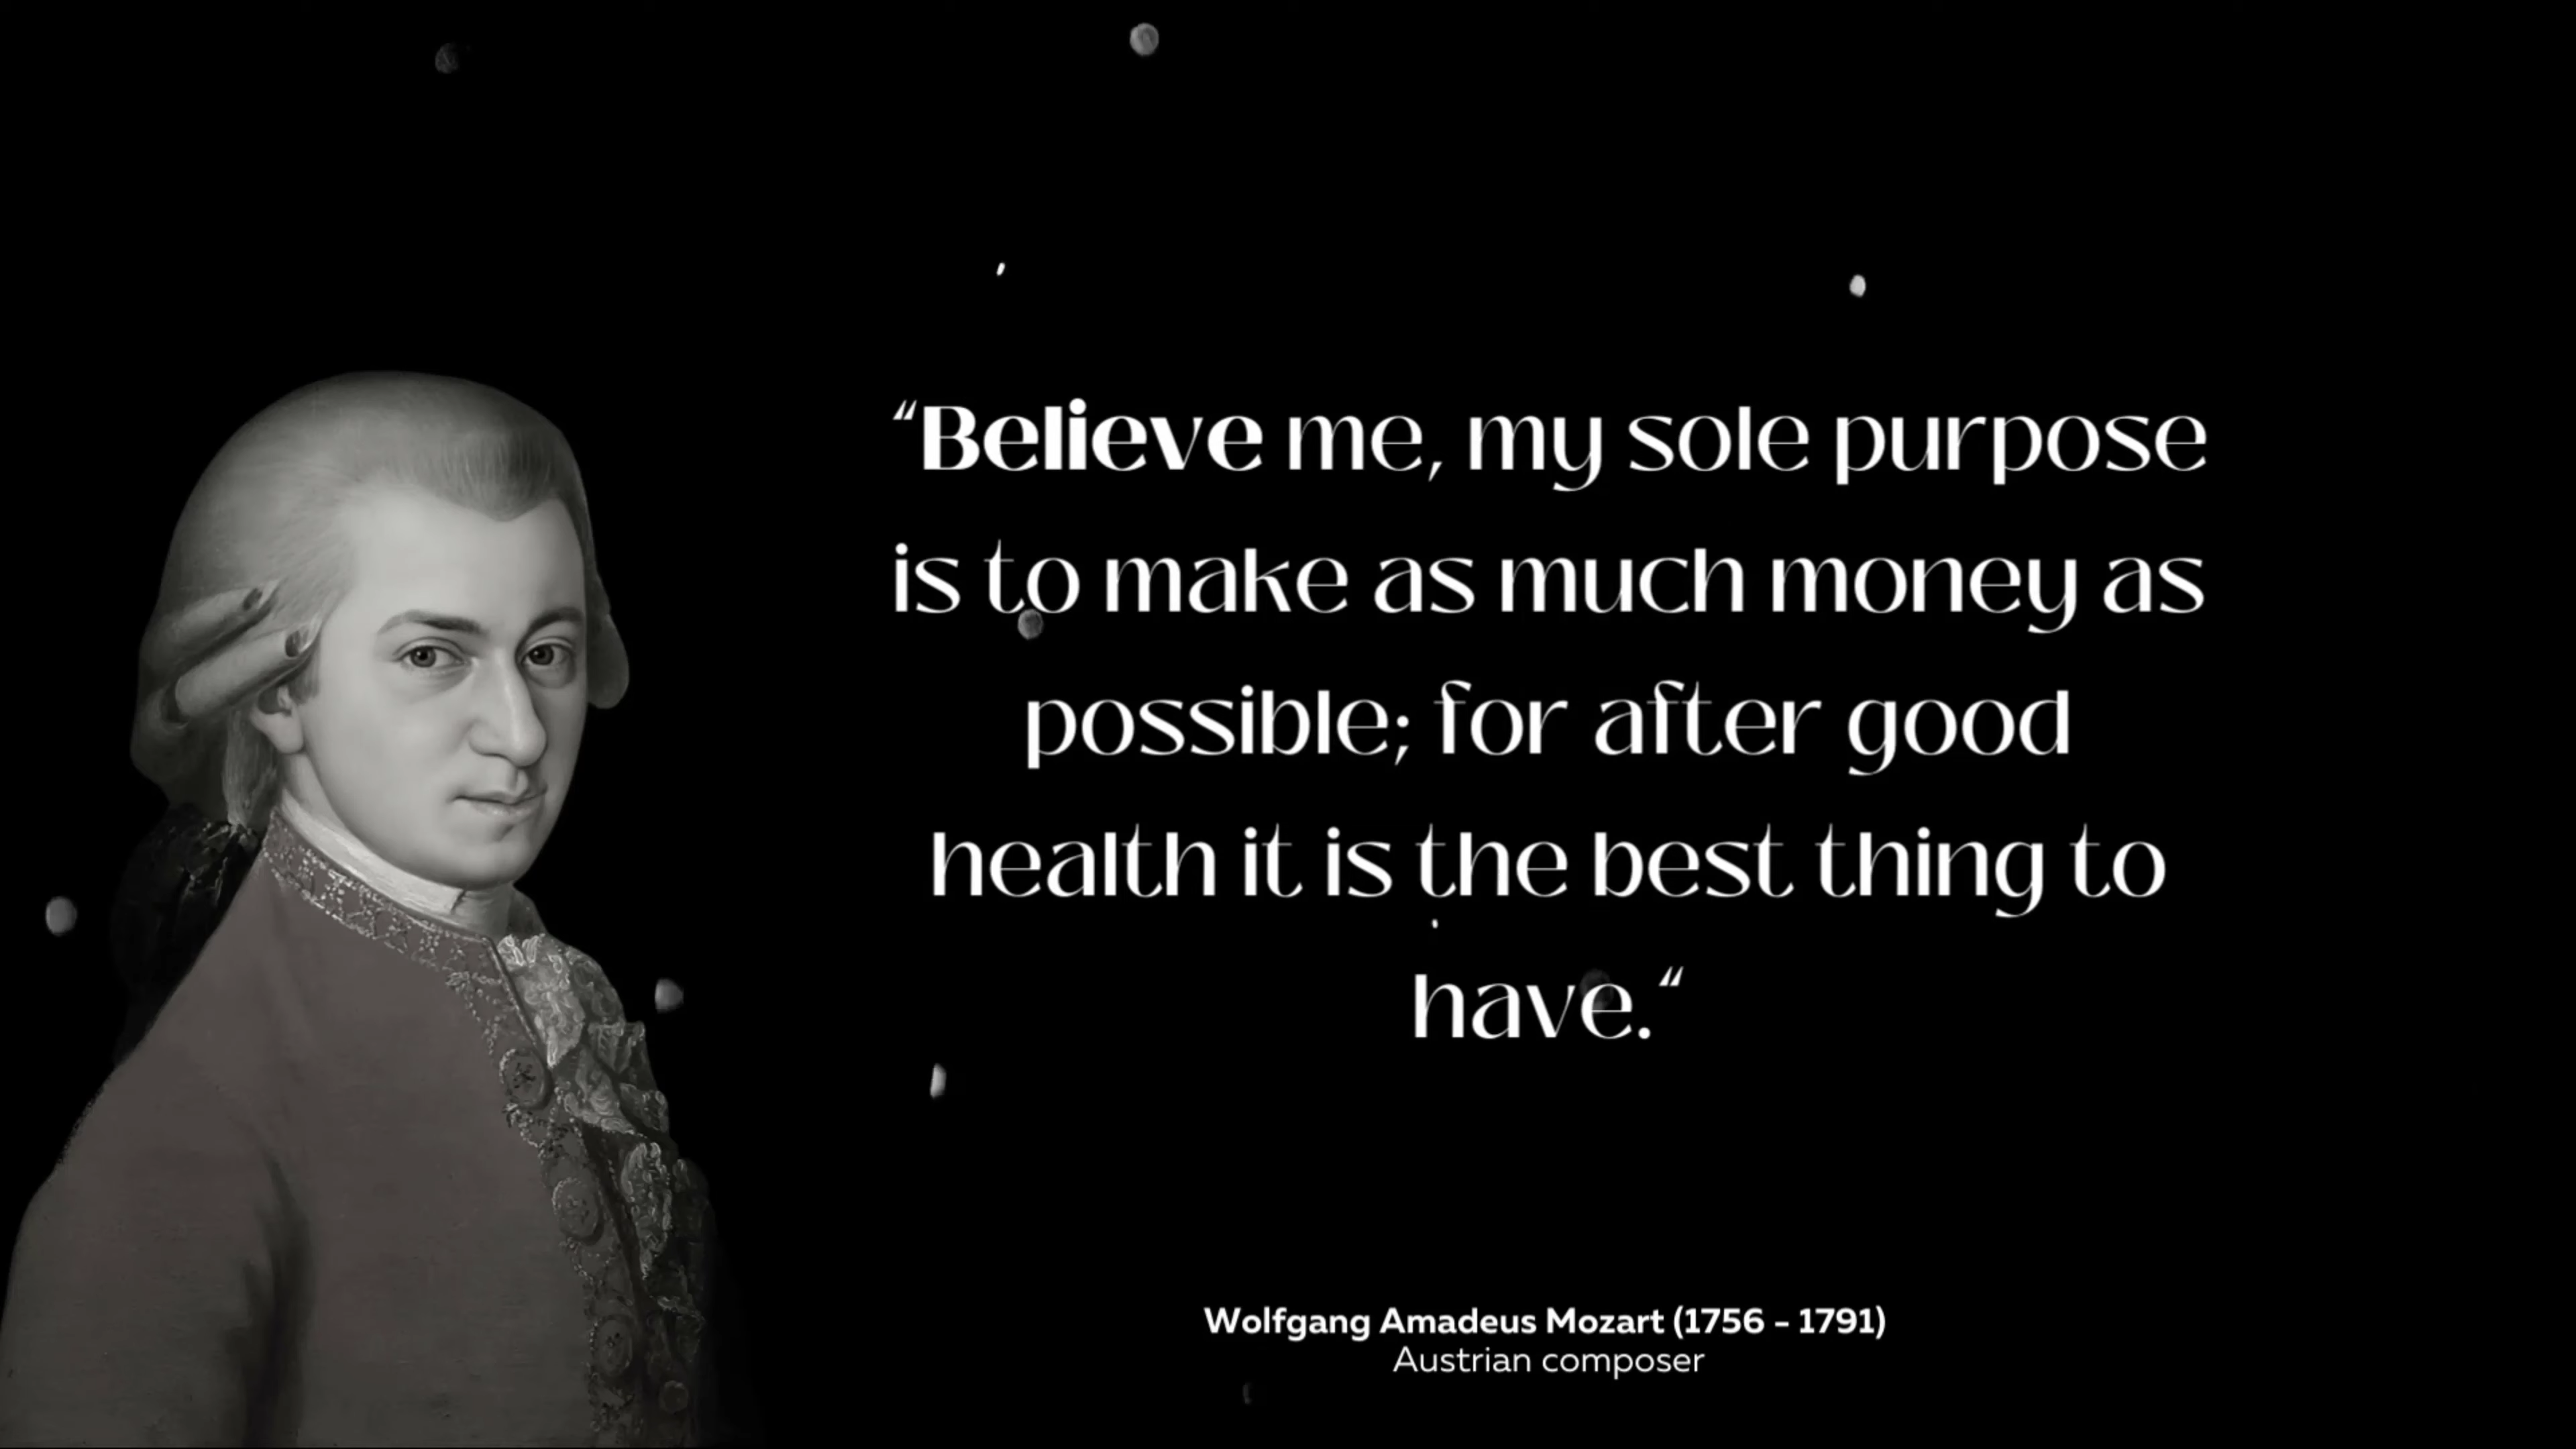 “Believe me, my sole purpose
is to make as much money as
possible; for after good
health it is the best thing to
have.“
Wolfgang Amadeus Mozart (1756 - 1791)
Austrian composer